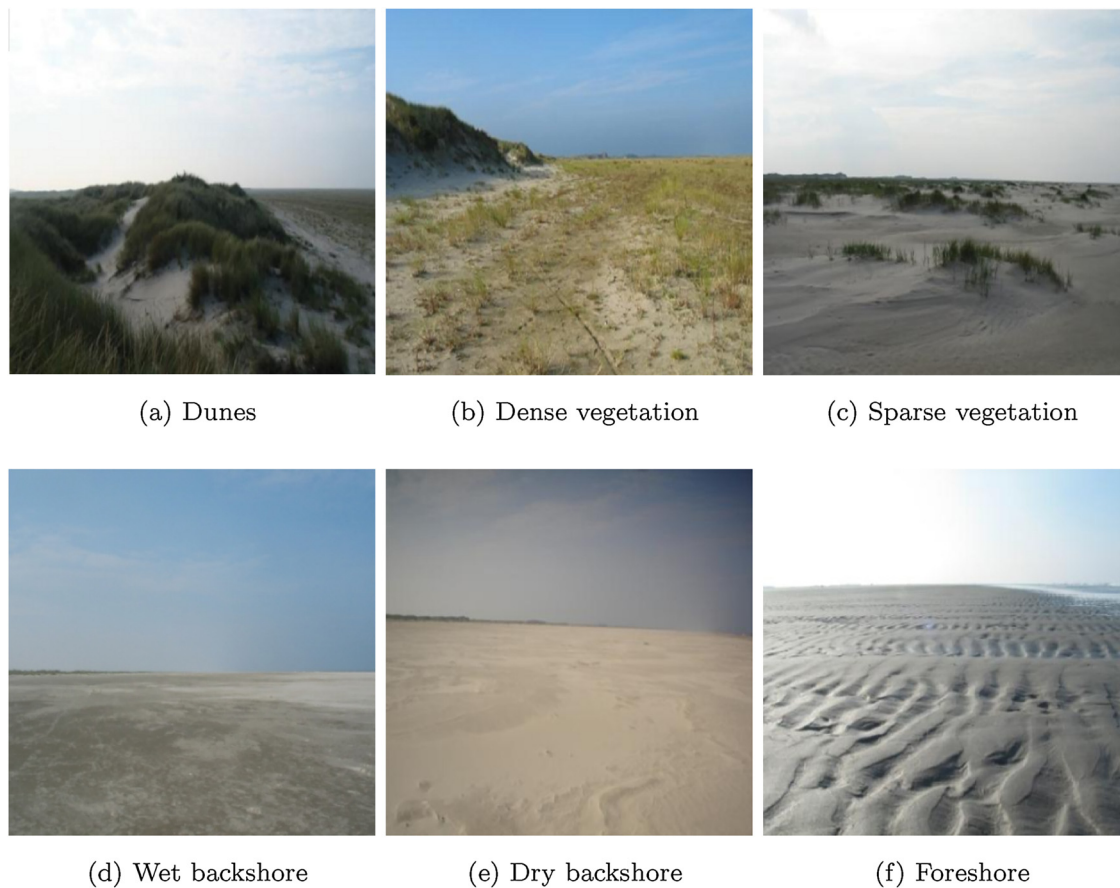 (a) Dunes
(b) Dense vegetation
(c) Sparse vegetation
(d) Wet backshore
(e) Dry backshore
(f) Foreshore